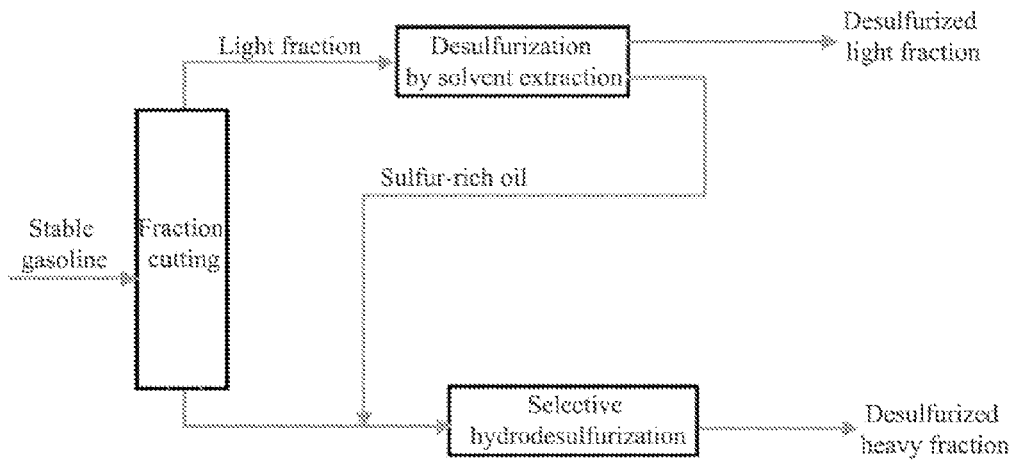 Light fraction
Desulfurization
by solvent extraction
Desulfurized
light fraction
Sulfur-rich oil
Stable
gasoline
Fraction
cutting
Selective
hydrodesulfurization
Desulfurized
heavy fraction